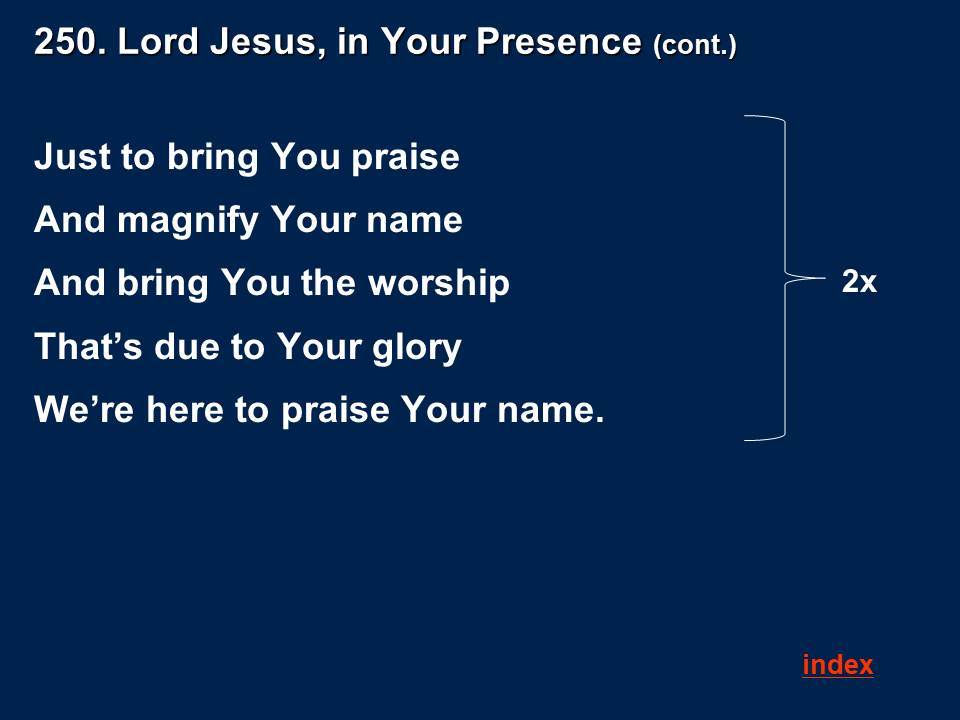 250. Lord Jesus, in Your Presence (cont.)
Just to bring You praise
And magnify Your name
And bring You the worship
2x
That’s due to Your glory
We’re here to praise Your name.
index